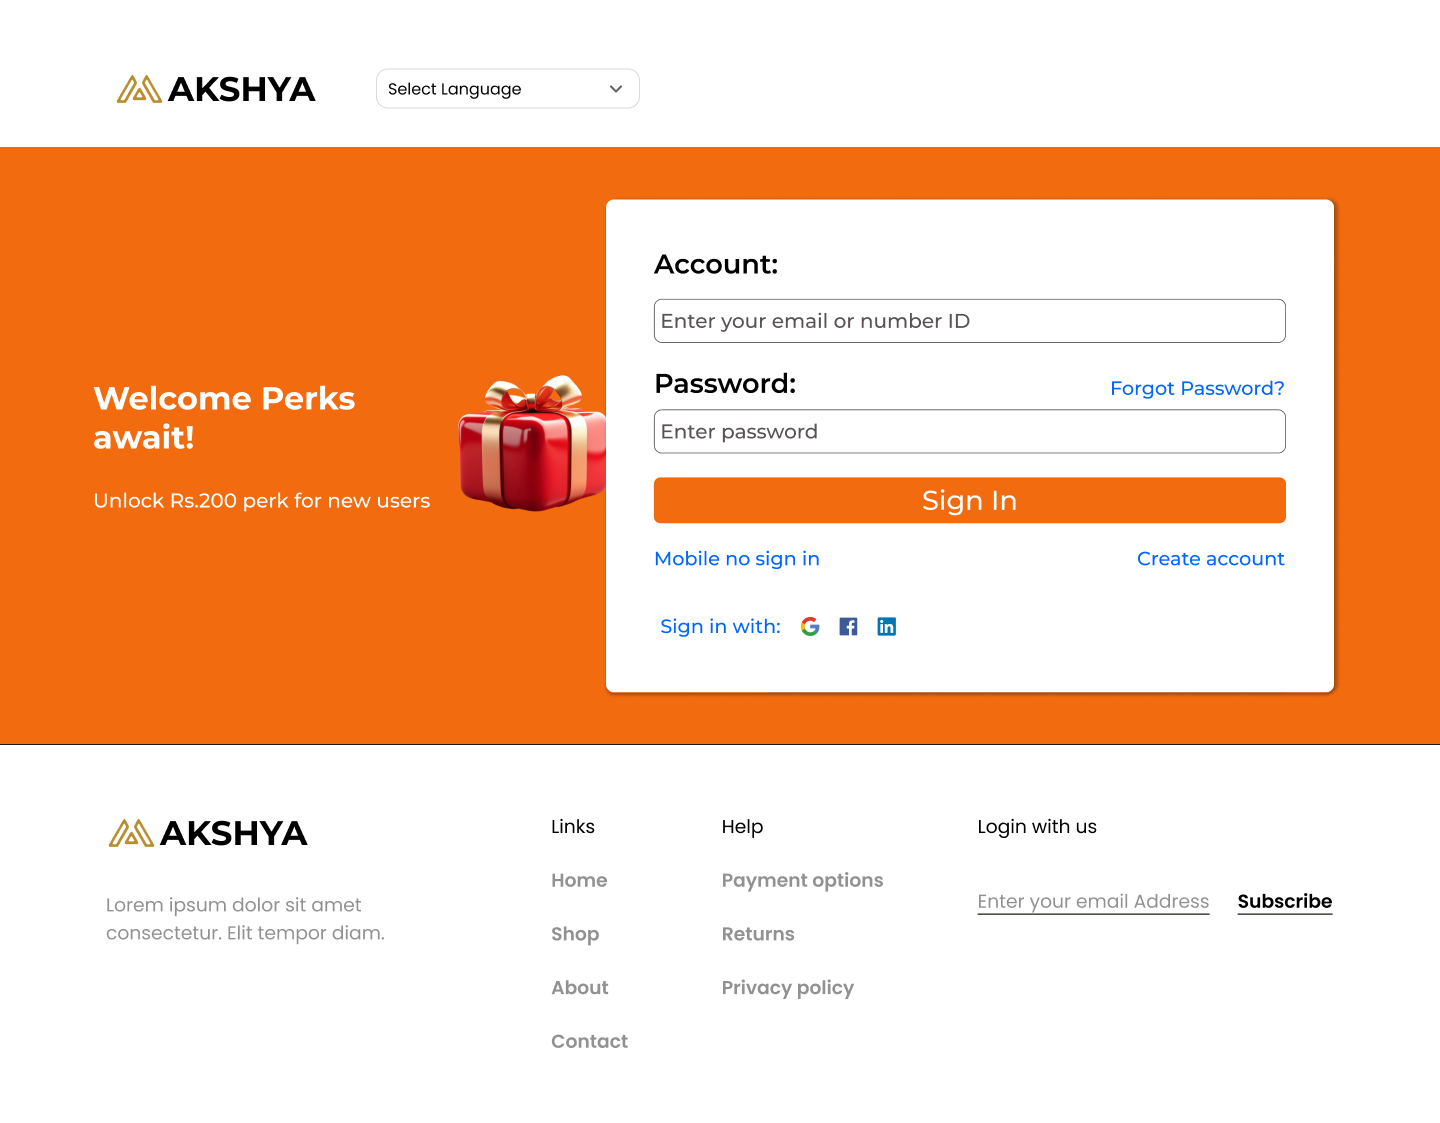 AKSHYA
Select Language
Welcome Perks
await!
Unlock Rs.200 perk for new users
Account:
Enter your email or number ID
Password:
Forgot Password?
Enter password
Sign In
Mobile no sign in
Create account
Sign in with:
AKSHYA
Lorem ipsum dolor sit amet
consectetur. Elit tempor diam.
Links
Home
Shop
About
Contact
Help
Payment options
Returns
Privacy policy
Login with us
Enter your email Address
Subscribe